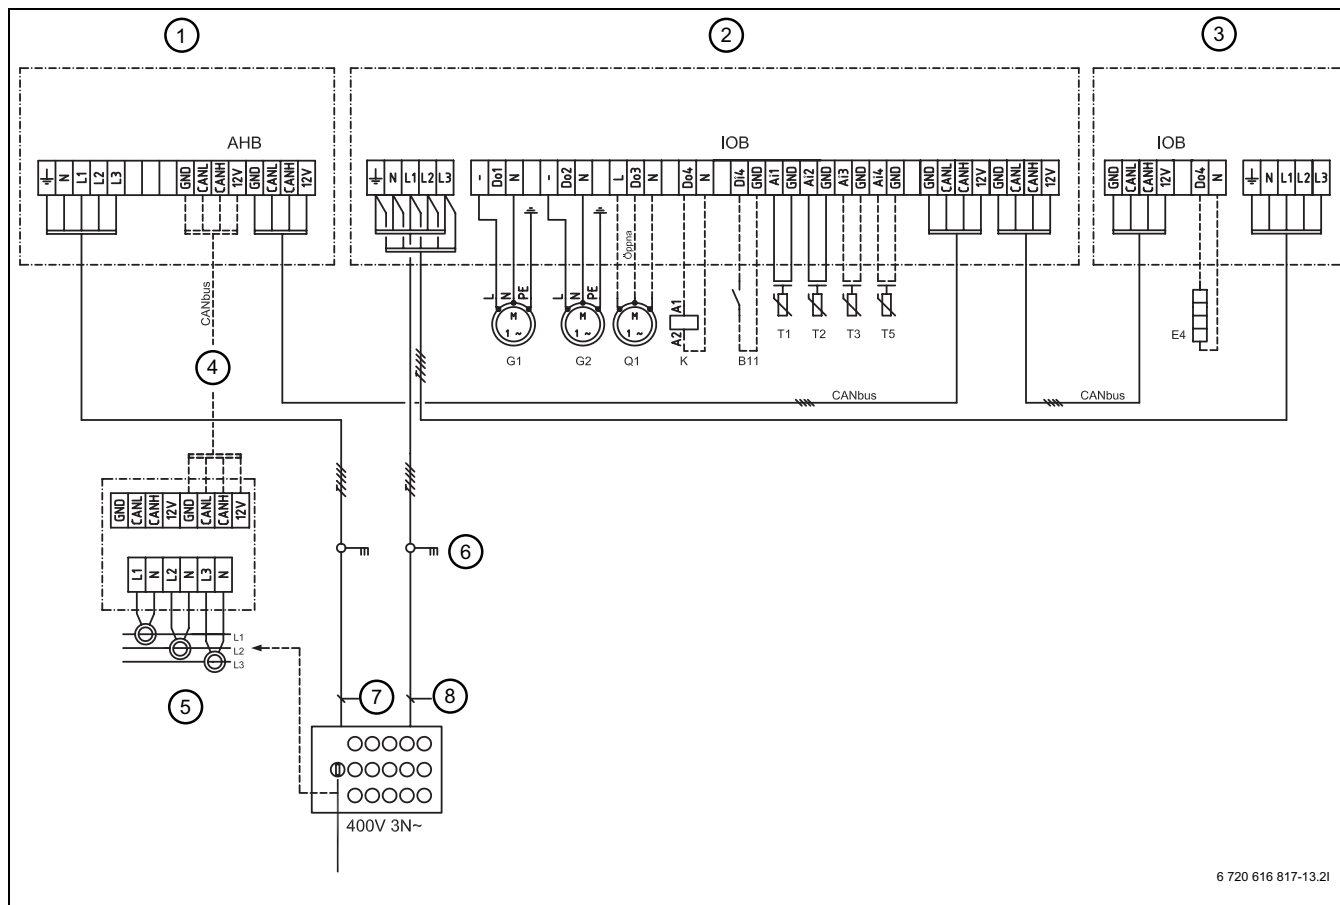 1
2
3
AHB
IOB
IOB
N L1 L2 L3 GND CANL CANH 12V GND CANL CANH 12V
N L1 L2 L3
- Do1 N - Do2 N L Do3 N Do4 N Di4 GND Ai1 GND Ai2 GND Ai3 GND Ai4 GND GND CANL CANH 12V GND CANL CANH 12V
GND CANL CANH 12V Do4 N
N L1 L2 L3
CANbus
Öppna
L N PE
L N PE
A1
A2
M 1 ~
M 1 ~
M 1 ~
G1
G2
Q1
K
B11
T1
T2
T3
T5
E4
CANbus
CANbus
4
GND CANL CANH 12V GND CANL CANH 12V
L1 N L2 N L3 N
6
L1
L2
L3
5
7
8
400V 3N~
6 720 616 817-13.2I